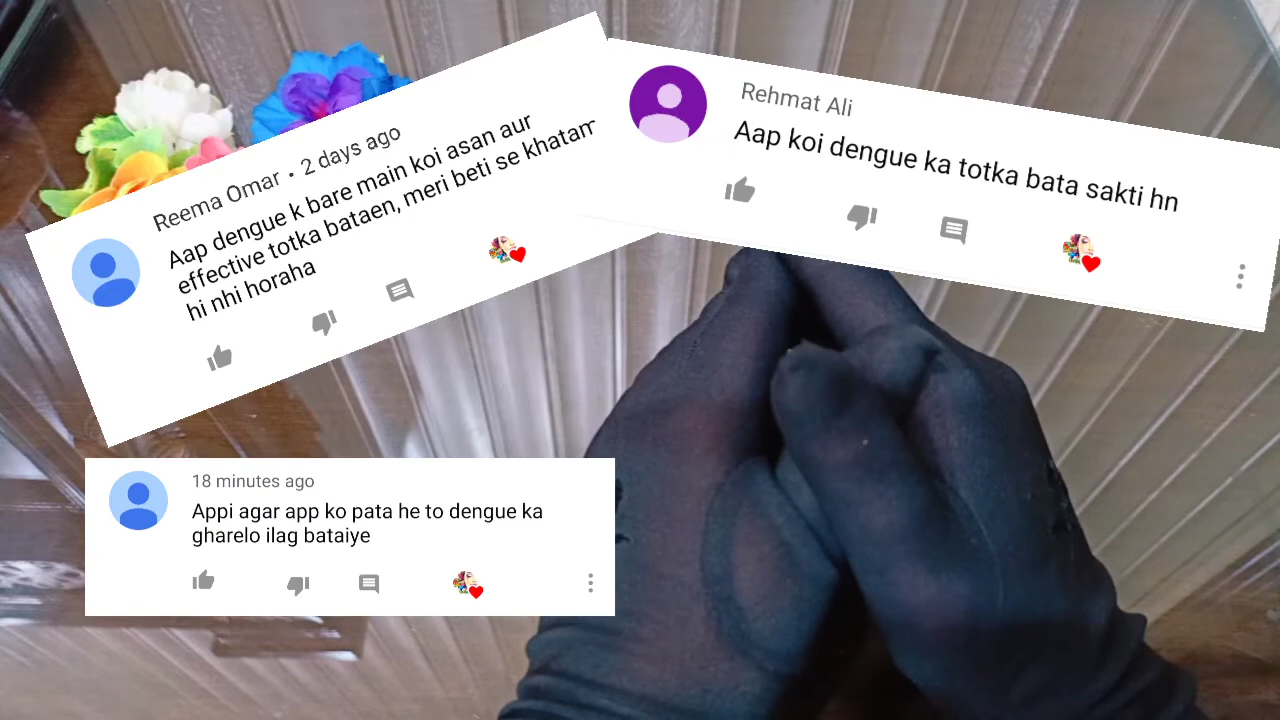 Reema Omar • 2 days ago
Aap dengue k bare main koi asan aur
effective totka bataen, meri beti se khatam
hi nhi horaha
Rehmat Ali
Aap koi dengue ka totka bata sakti hn
18 minutes ago
Appi agar app ko pata he to dengue ka
gharelo ilag bataiye